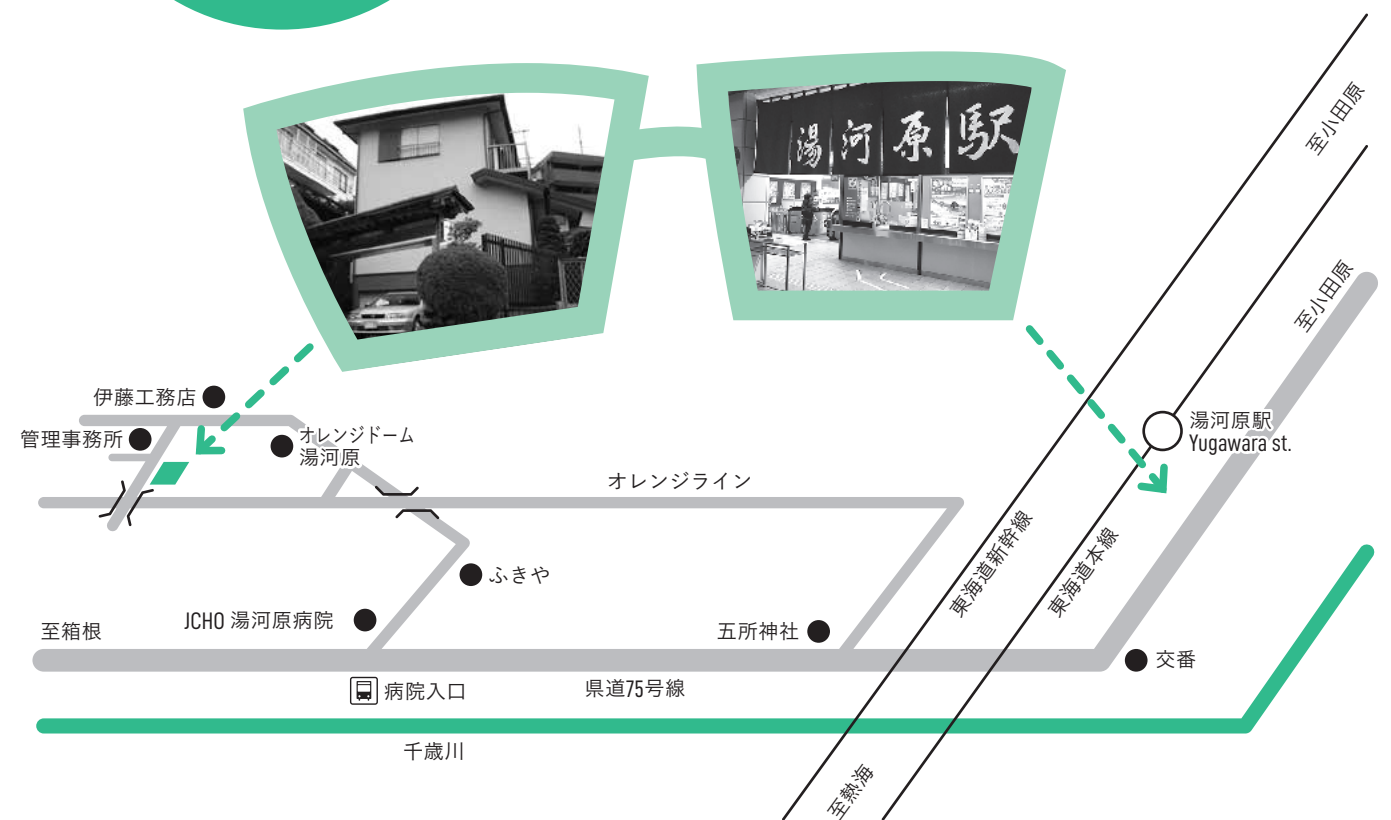 湯河原駅
至小田原
至小田原
伊藤工務店
管理事務所
オレンジドーム
湯河原
湯河原駅
Yugawara st.
オレンジライン
東海道新幹線
東海道本線
ふきや
JCHO 湯河原病院
至箱根
五所神社
交番
病院入口
県道75号線
千歳川
至熱海